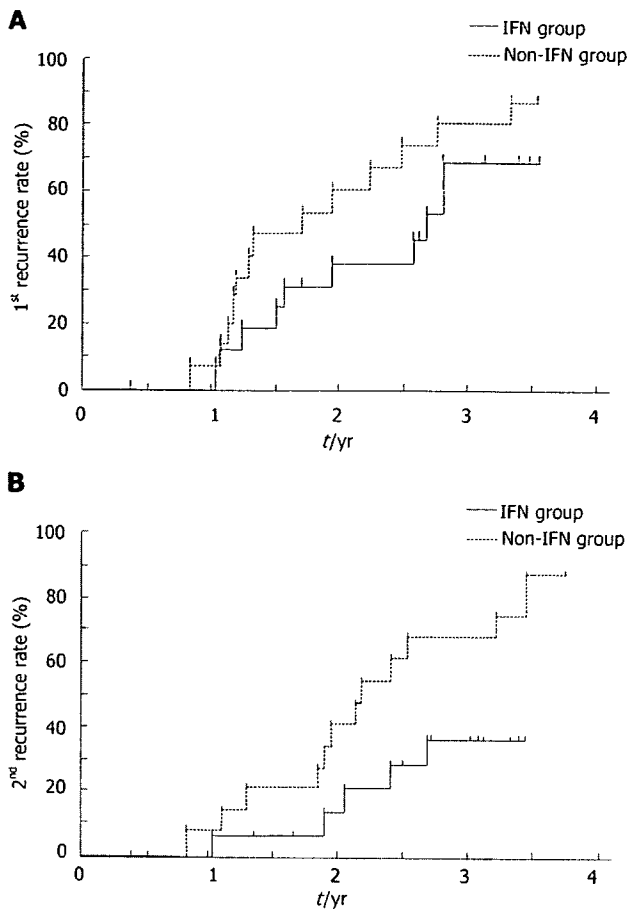 A
IFN group
Non-IFN group
100
80
60
40
20
0
1st recurrence rate (%)
0 1 2 3 4
t/yr
B
IFN group
Non-IFN group
100
80
60
40
20
0
2nd recurrence rate (%)
0 1 2 3 4
t/yr